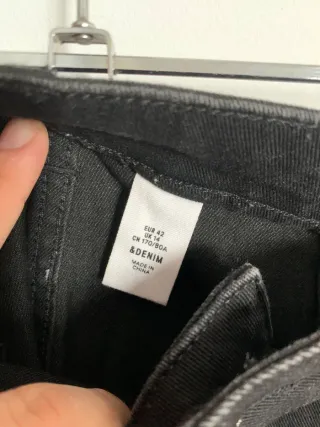 EUR 42
UK 14
CN 170/80A
&DENIM
MADE IN
CHINA